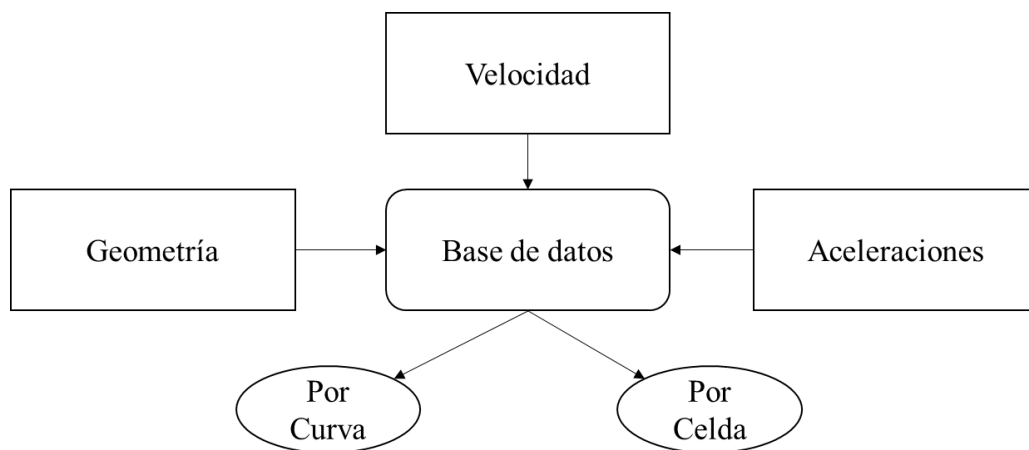 Velocidad
Geometría
Base de datos
Aceleraciones
Por
Curva
Por
Celda